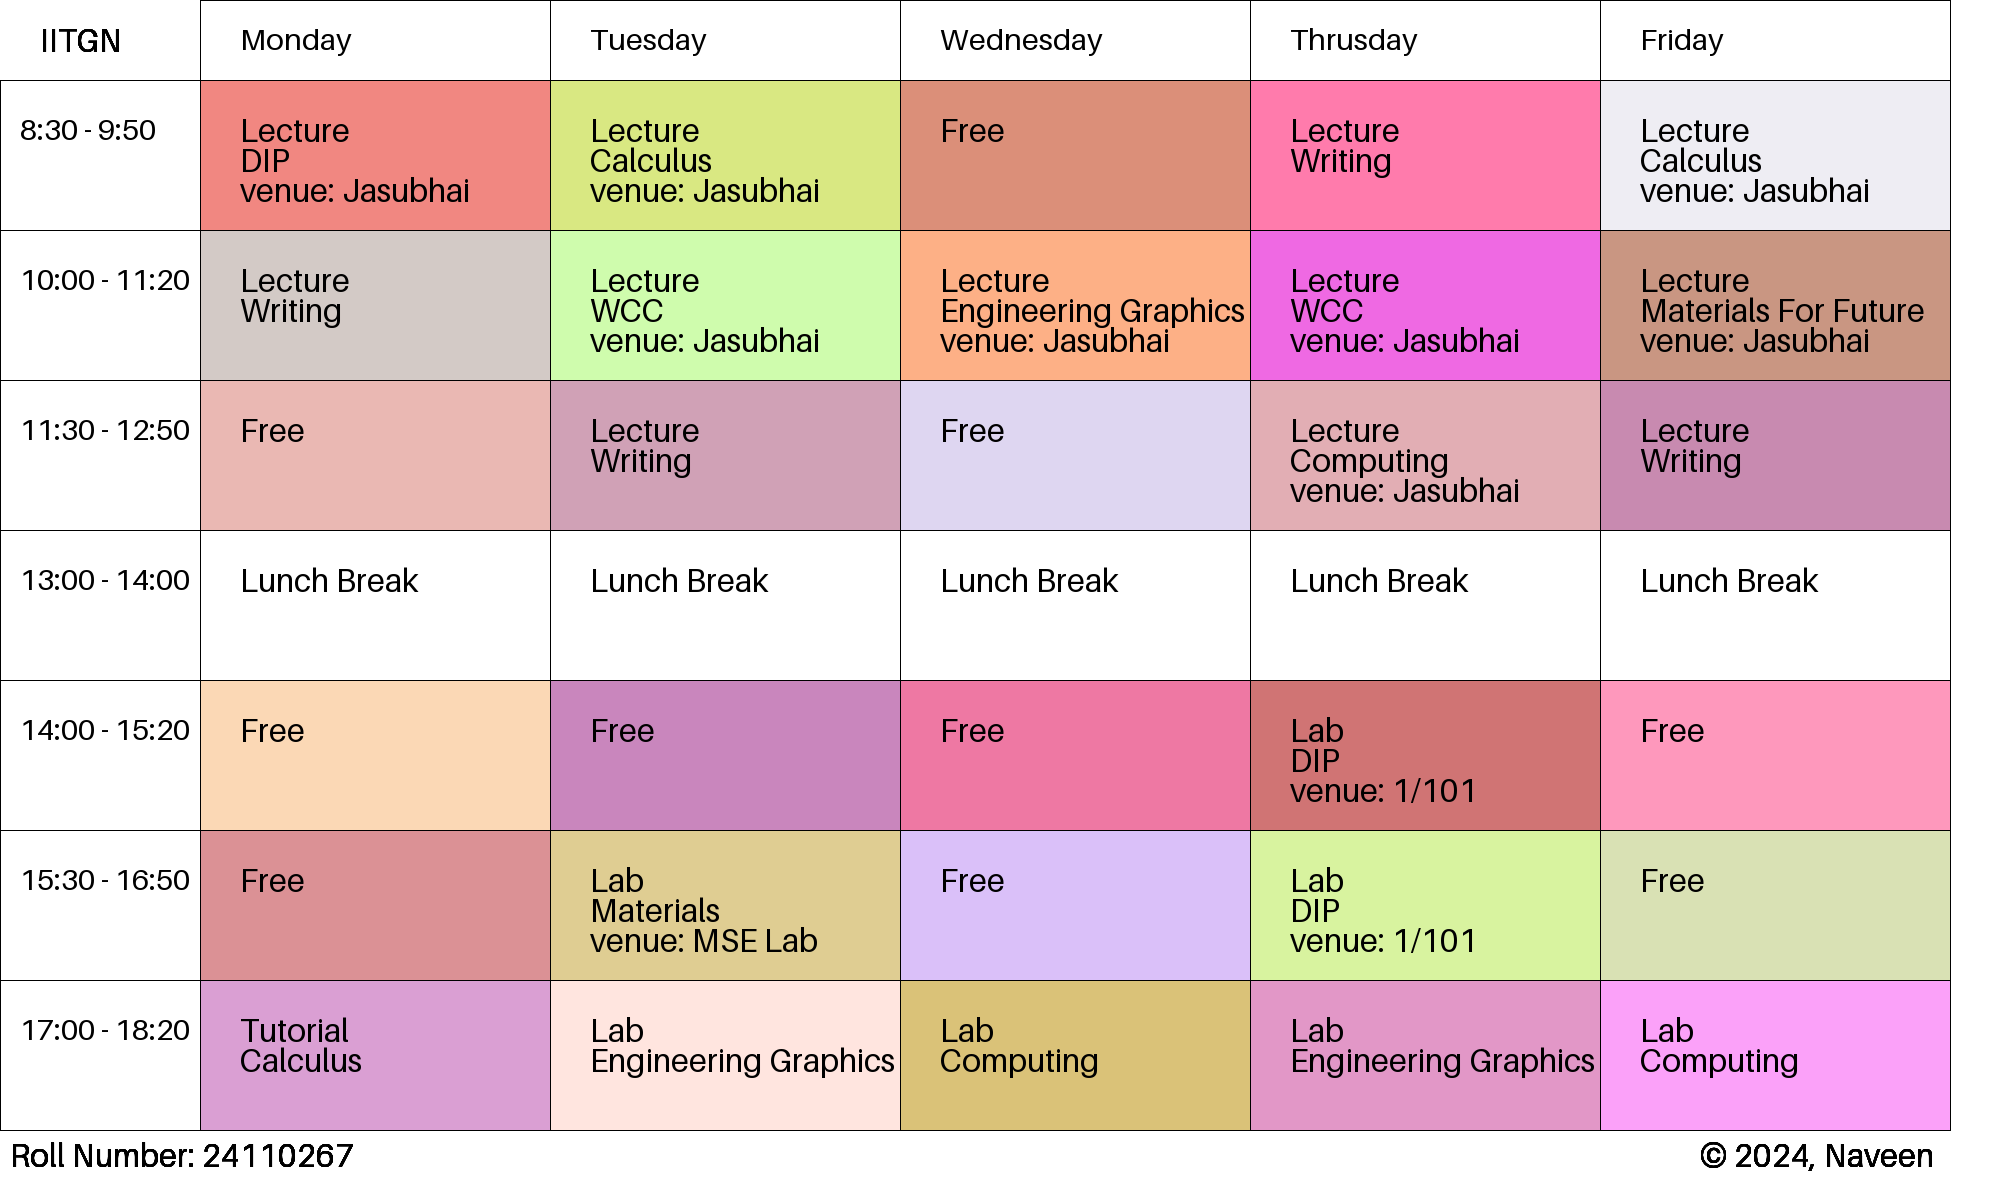 IITGN Monday Tuesday Wednesday Thrusday Friday
8:30 - 9:50
Lecture
DIP
venue: Jasubhai
Lecture
Calculus
venue: Jasubhai
Free
Lecture
Writing
Lecture
Calculus
venue: Jasubhai
10:00 - 11:20
Lecture
Writing
Lecture
WCC
venue: Jasubhai
Lecture
Engineering Graphics
venue: Jasubhai
Lecture
WCC
venue: Jasubhai
Lecture
Materials For Future
venue: Jasubhai
11:30 - 12:50
Free
Lecture
Writing
Free
Lecture
Computing
venue: Jasubhai
Lecture
Writing
13:00 - 14:00
Lunch Break
Lunch Break
Lunch Break
Lunch Break
Lunch Break
14:00 - 15:20
Free
Free
Free
Lab
DIP
venue: 1/101
Free
15:30 - 16:50
Free
Lab
Materials
venue: MSE Lab
Free
Lab
DIP
venue: 1/101
Free
17:00 - 18:20
Tutorial
Calculus
Lab
Engineering Graphics
Lab
Computing
Lab
Engineering Graphics
Lab
Computing
Roll Number: 24110267
© 2024, Naveen